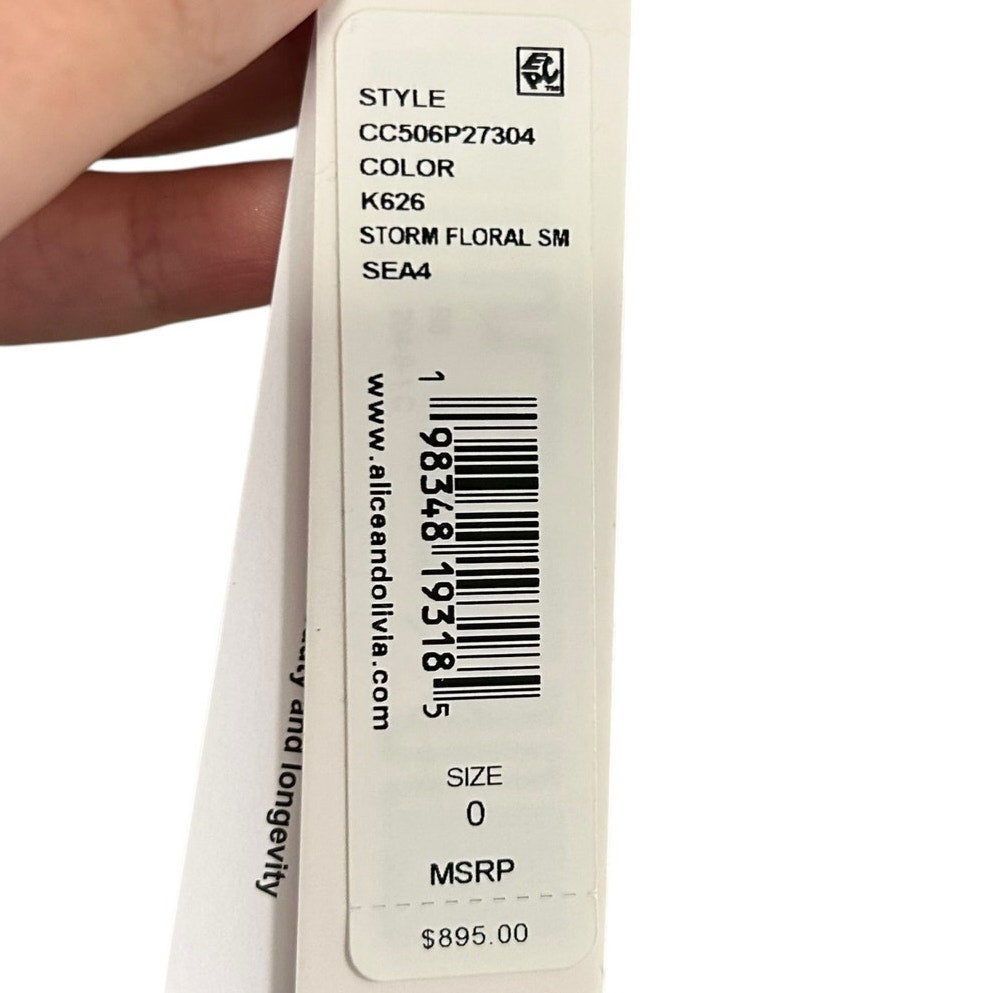 STYLE
CC506P27304
COLOR
K626
STORM FLORAL SM
SEA4
1 98348 19318 5
www.aliceandolivia.com
SIZE
0
MSRP
$895.00
and longevity